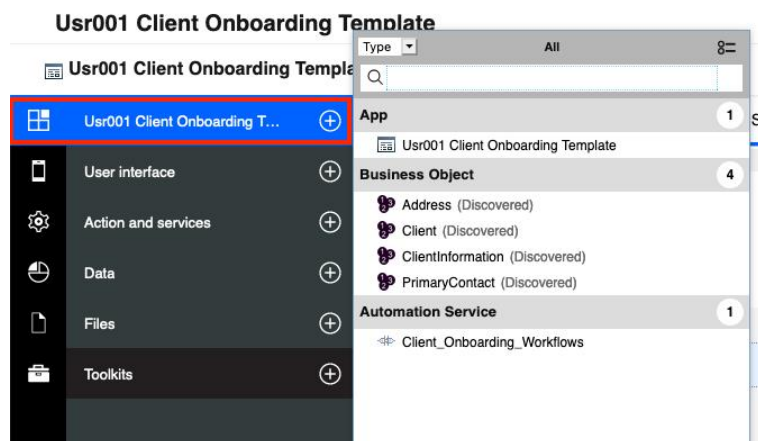 Usr001 Client Onboarding Template
Usr001 Client Onboarding Templa
Type
All
Usr001 Client Onboarding T...
User interface
Action and services
Data
Files
Toolkits
App 1
Usr001 Client Onboarding Template
Business Object 4
Address (Discovered)
Client (Discovered)
ClientInformation (Discovered)
PrimaryContact (Discovered)
Automation Service 1
Client_Onboarding_Workflows
S